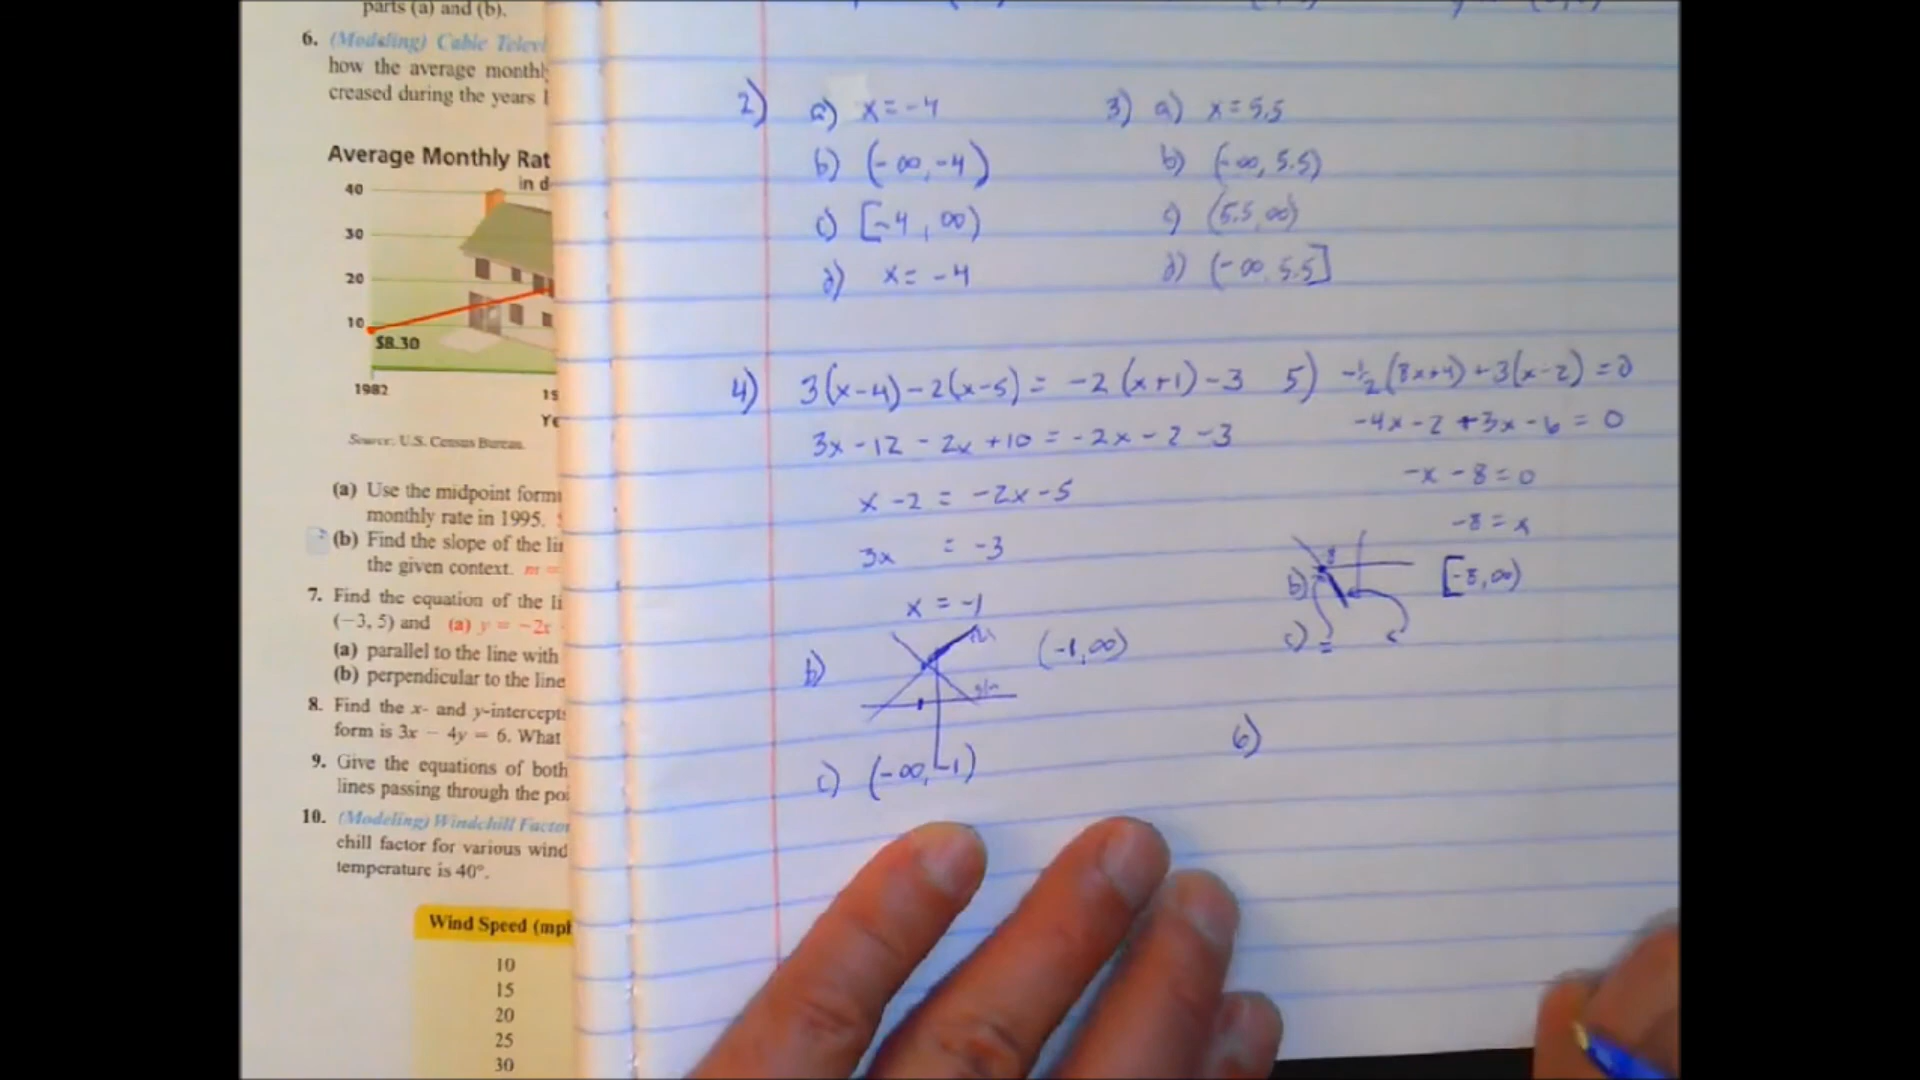 parts (a) and (b).
6. (Modeling) Cable Televi
how the average monthly
creased during the years 1
Average Monthly Rat
in d
40
30
20
10
$8.30
1982
19
Ye
Source: U.S. Census Bureau.
(a) Use the midpoint formu
monthly rate in 1995.
(b) Find the slope of the lin
the given context. m =
7. Find the equation of the li
(−3, 5) and (a) y = −2x
(a) parallel to the line with
(b) perpendicular to the line
8. Find the x- and y-intercepts
form is 3x − 4y = 6. What
9. Give the equations of both
lines passing through the poi
10. (Modeling) Windchill Factor
chill factor for various wind
temperature is 40°.
Wind Speed (mph
10
15
20
25
30
2) a) x = -4
b) (-∞, -4)
c) [-4, ∞)
d) x = -4
3) a) x = 5.5
b) (-∞, 5.5)
c) (5.5, ∞)
d) (-∞ 5.5]
4) 3(x-4) - 2(x-5) = -2(x+1) - 3
3x - 12 - 2x + 10 = -2x - 2 - 3
x - 2 = -2x - 5
3x = -3
x = -1
b) (-1, ∞)
c) (-∞, -1)
5) -1/2(8x+4) + 3(x-2) = 0
-4x - 2 + 3x - 6 = 0
-x - 8 = 0
-8 = x
b) [-8, ∞)
c)
6)